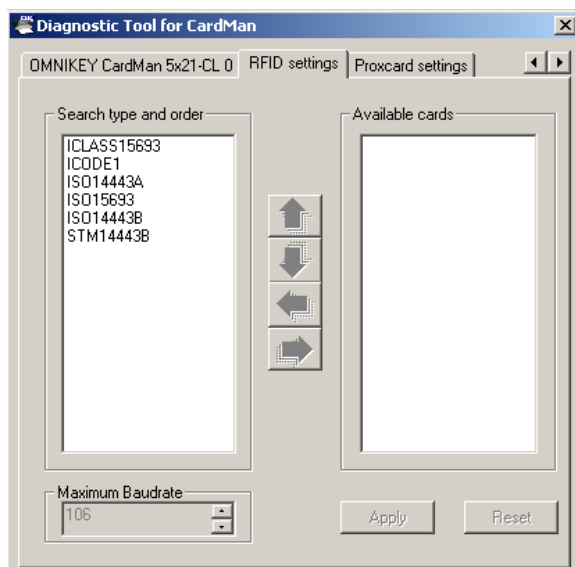 Diagnostic Tool for CardMan
OMNIKEY CardMan 5x21-CL 0
RFID settings
Proxcard settings
Search type and order
Available cards
ICLASS15693
ICODE1
ISO14443A
ISO15693
ISO14443B
STM14443B
Maximum Baudrate
106
Apply
Reset